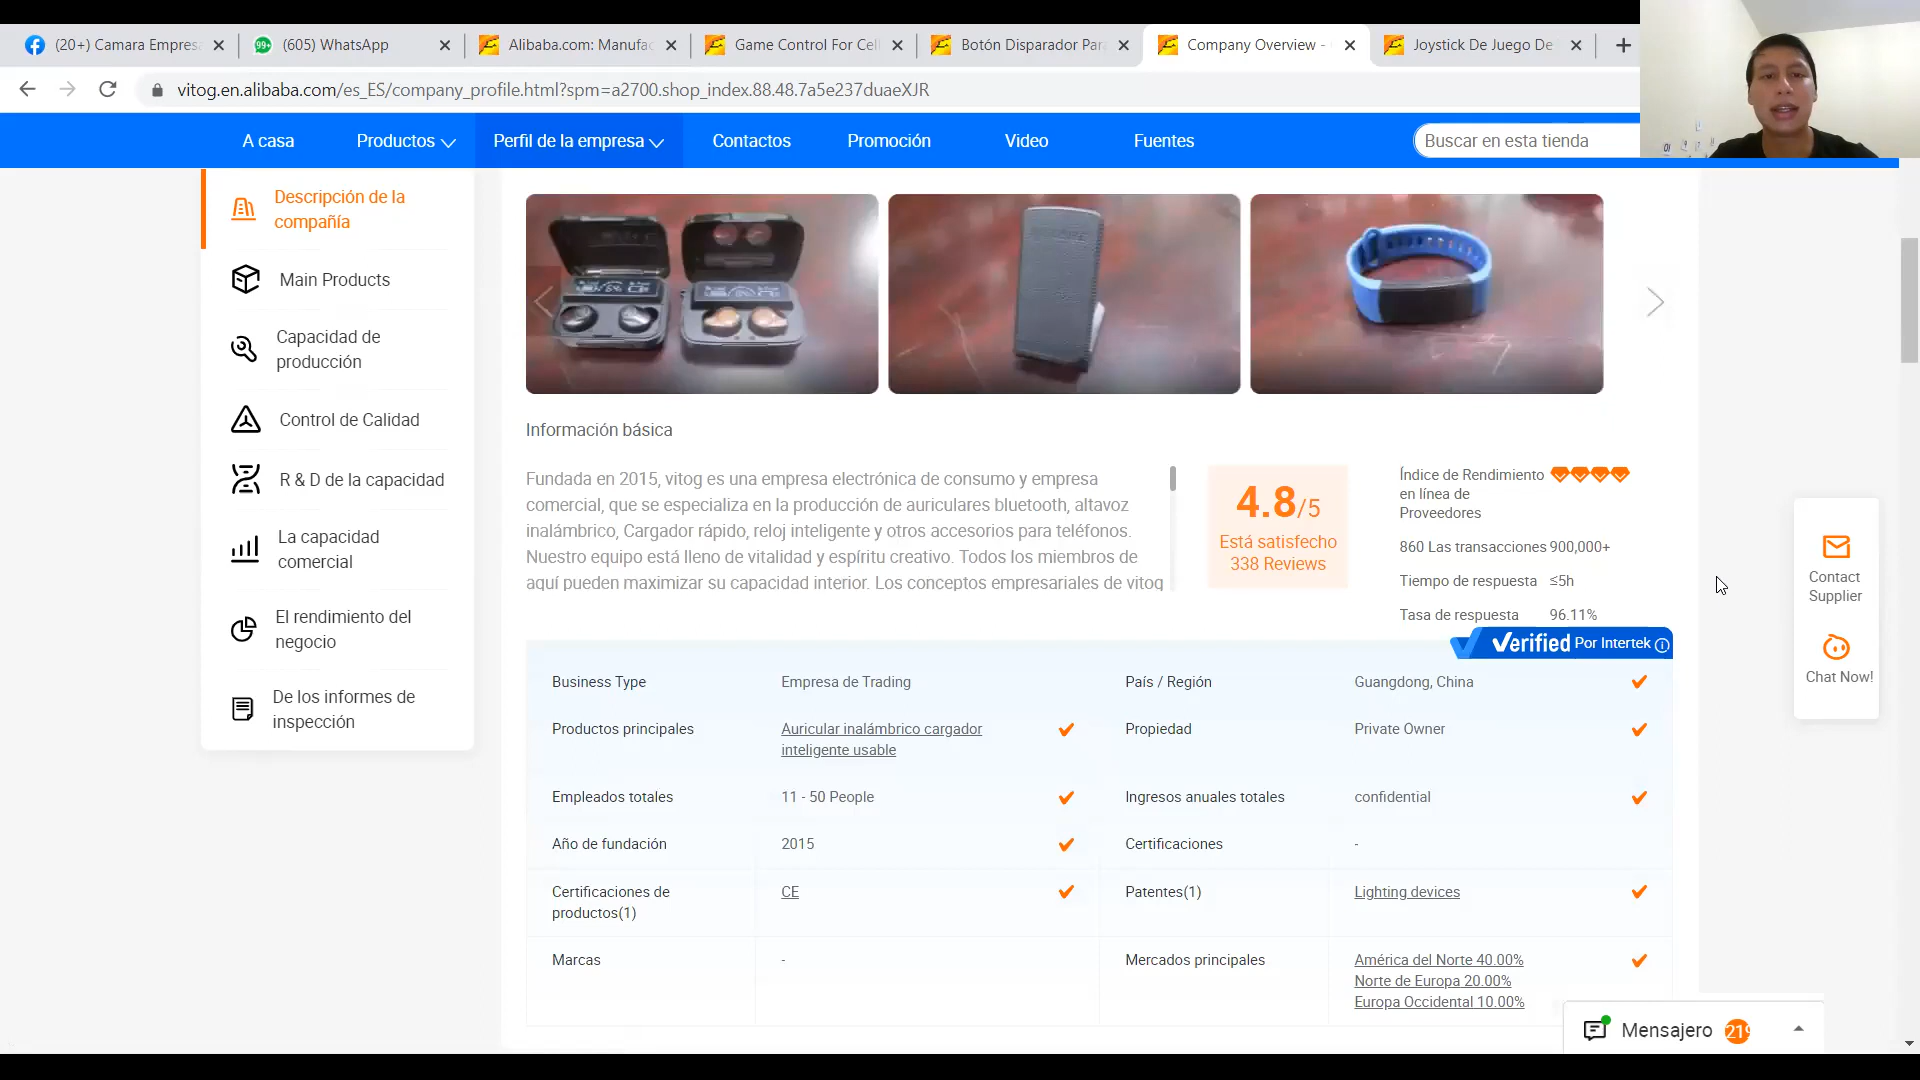 (20+) Camara Empres
(605) WhatsApp
Alibaba.com: Manufac
Game Control For Cell
Botón Disparador Para
Company Overview -
Joystick De Juego De
vitog.en.alibaba.com/es_ES/company_profile.html?spm=a2700.shop_index.88.48.7a5e237duaeXJR
A casa
Productos
Perfil de la empresa
Contactos
Promoción
Video
Fuentes
Buscar en esta tienda
Descripción de la
compañía
Main Products
Capacidad de
producción
Control de Calidad
R & D de la capacidad
La capacidad
comercial
El rendimiento del
negocio
De los informes de
inspección
Información básica
Fundada en 2015, vitog es una empresa electrónica de consumo y empresa
comercial, que se especializa en la producción de auriculares bluetooth, altavoz
inalámbrico, Cargador rápido, reloj inteligente y otros accesorios para teléfonos.
Nuestro equipo está lleno de vitalidad y espíritu creativo. Todos los miembros de
aquí pueden maximizar su capacidad interior. Los conceptos empresariales de vitog
4.8/5
Está satisfecho
338 Reviews
Índice de Rendimiento
en línea de
Proveedores
860 Las transacciones 900,000+
Tiempo de respuesta ≤5h
Tasa de respuesta 96.11%
Verified Por Intertek
Business Type Empresa de Trading País / Región Guangdong, China
Productos principales Auricular inalámbrico cargador Propiedad Private Owner
inteligente usable
Empleados totales 11 - 50 People Ingresos anuales totales confidential
Año de fundación 2015 Certificaciones -
Certificaciones de CE Patentes(1) Lighting devices
productos(1)
Marcas - Mercados principales América del Norte 40.00%
Norte de Europa 20.00%
Europa Occidental 10.00%
Contact
Supplier
Chat Now!
Mensajero